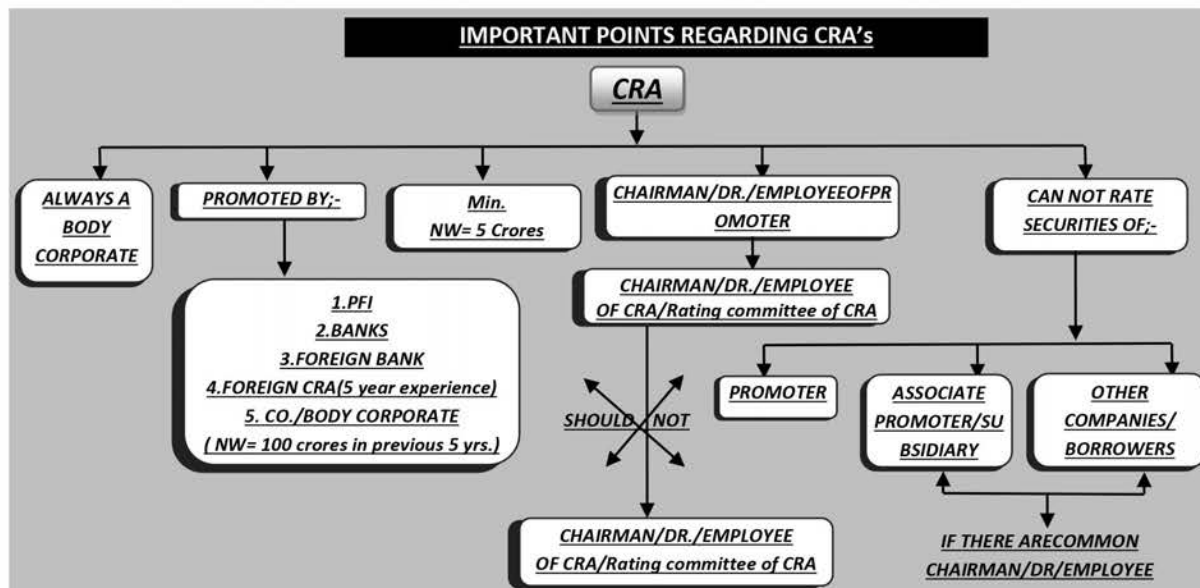 IMPORTANT POINTS REGARDING CRA's
CRA
ALWAYS A
BODY
CORPORATE
PROMOTED BY;-
1.PFI
2.BANKS
3.FOREIGN BANK
4.FOREIGN CRA(5 year experience)
5. CO./BODY CORPORATE
( NW= 100 crores in previous 5 yrs.)
Min.
NW= 5 Crores
CHAIRMAN/DR./EMPLOYEEOFPR
OMOTER
CHAIRMAN/DR./EMPLOYEE
OF CRA/Rating committee of CRA
SHOULD NOT
CHAIRMAN/DR./EMPLOYEE
OF CRA/Rating committee of CRA
CAN NOT RATE
SECURITIES OF;-
PROMOTER
ASSOCIATE
PROMOTER/SU
BSIDIARY
OTHER
COMPANIES/
BORROWERS
IF THERE ARECOMMON
CHAIRMAN/DR/EMPLOYEE